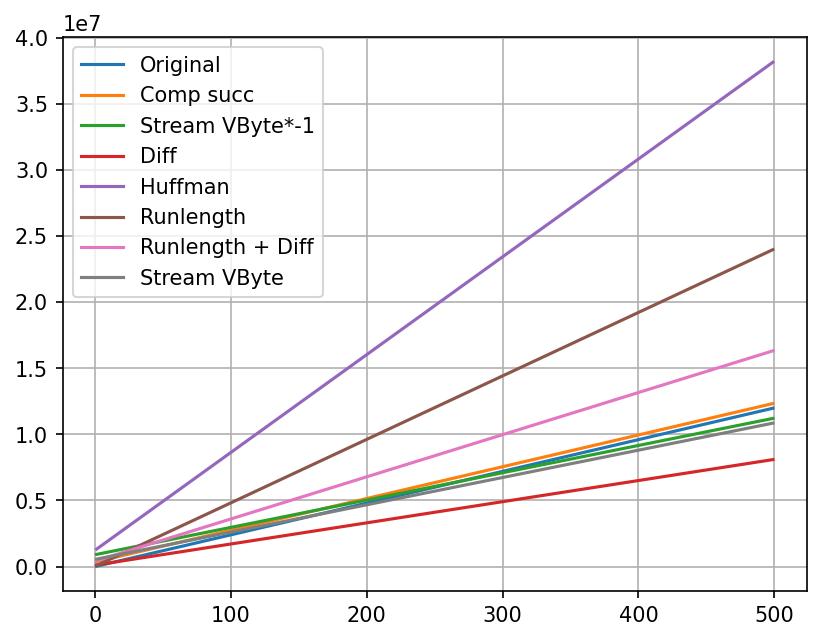 1e7
4.0
3.5
3.0
2.5
2.0
1.5
1.0
0.5
0.0
Original
Comp succ
Stream VByte*-1
Diff
Huffman
Runlength
Runlength + Diff
Stream VByte
0 100 200 300 400 500